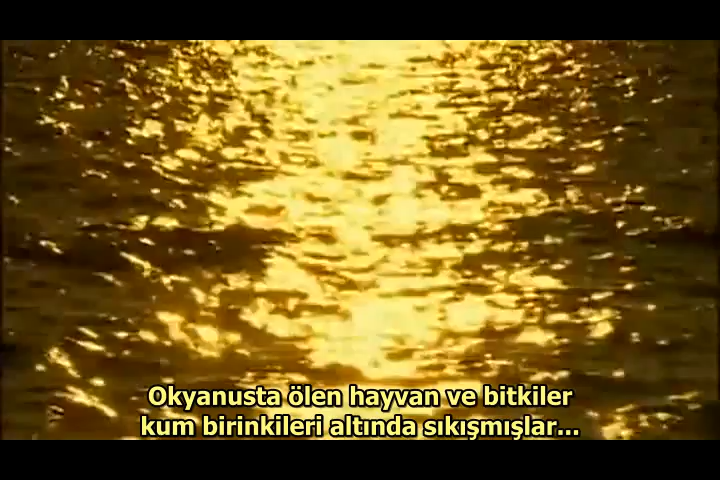 Okyanusta ölen hayvan ve bitkiler
kum birinkileri altında sıkışmışlar...